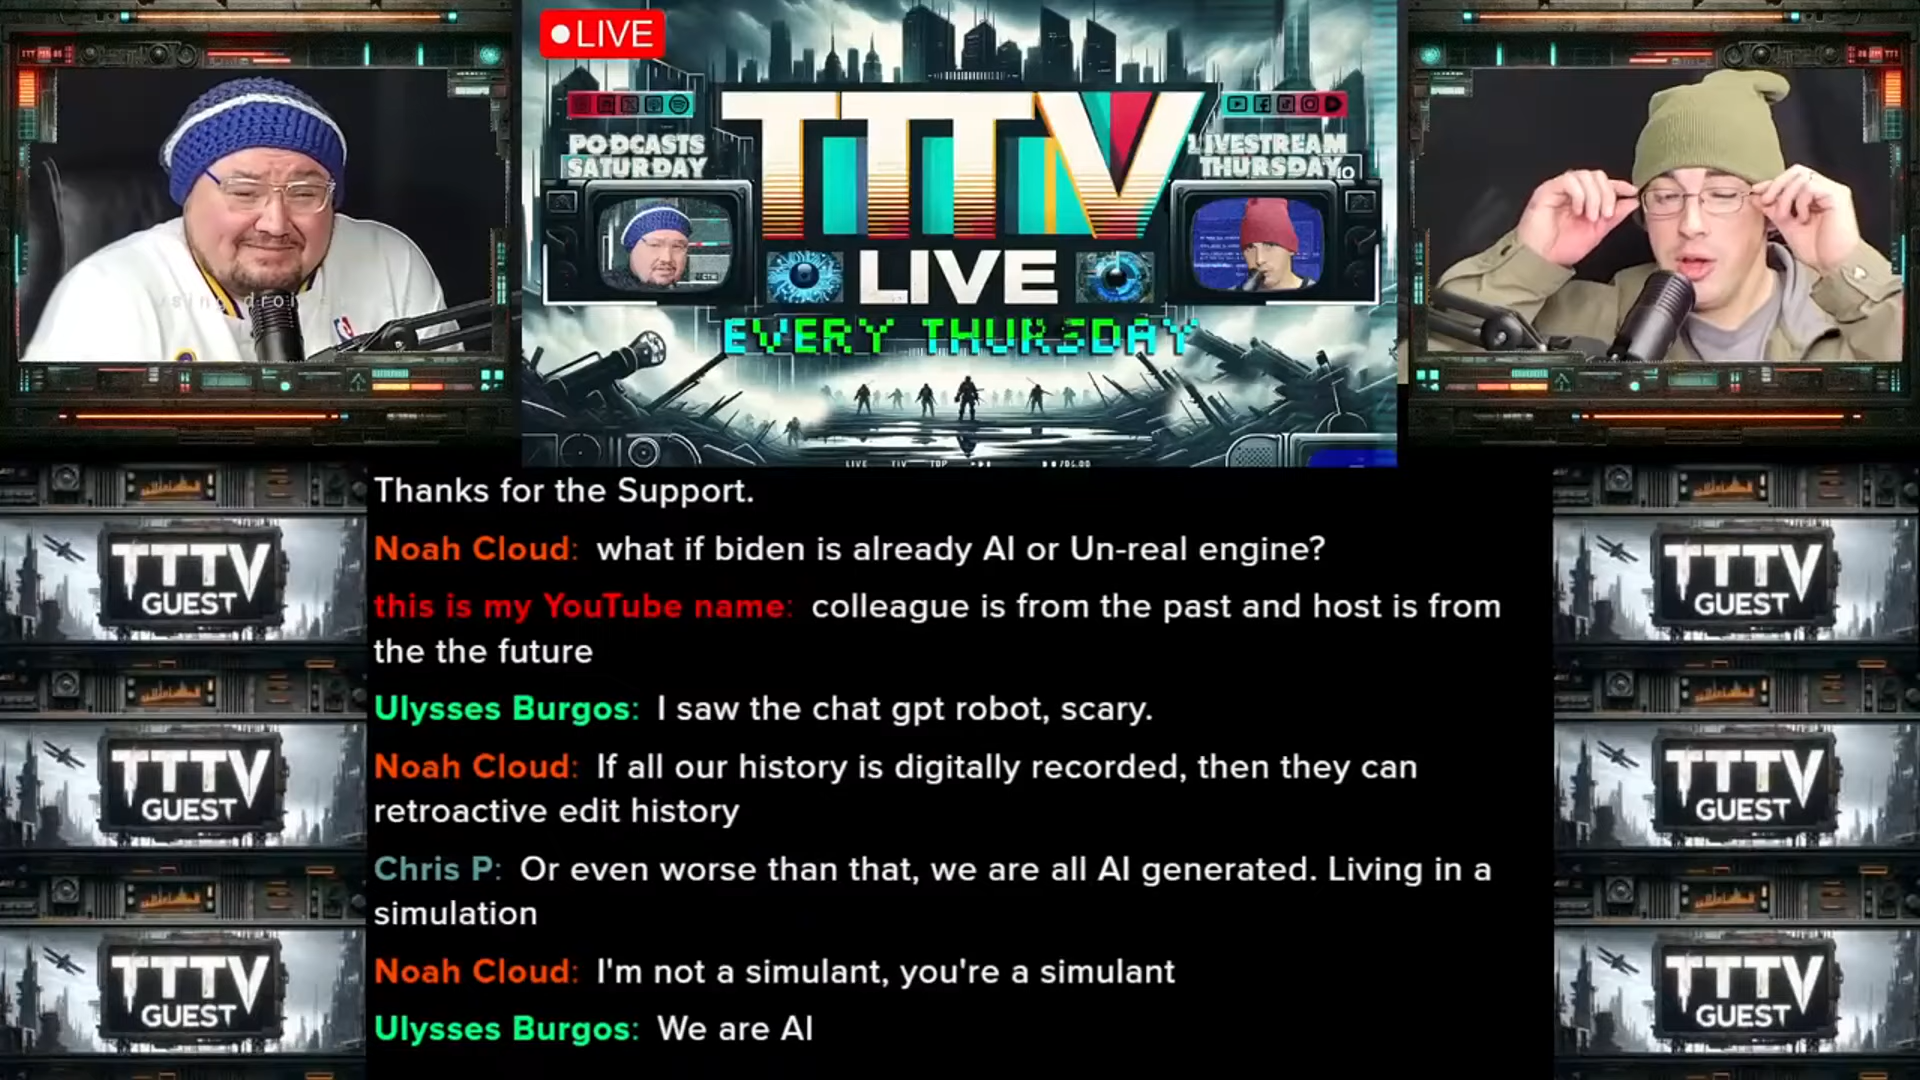 LIVE
PODCASTS
SATURDAY
LIVESTREAM
THURSDAY
TTTV
LIVE
EVERY THURSDAY
Thanks for the Support.
Noah Cloud: what if biden is already AI or Un-real engine?
this is my YouTube name: colleague is from the past and host is from
the the future
Ulysses Burgos: I saw the chat gpt robot, scary.
Noah Cloud: If all our history is digitally recorded, then they can
retroactive edit history
Chris P: Or even worse than that, we are all AI generated. Living in a
simulation
Noah Cloud: I'm not a simulant, you're a simulant
Ulysses Burgos: We are AI
TTTV
GUEST
TTTV
GUEST
TTTV
GUEST
TTTV
GUEST
TTTV
GUEST
TTTV
GUEST